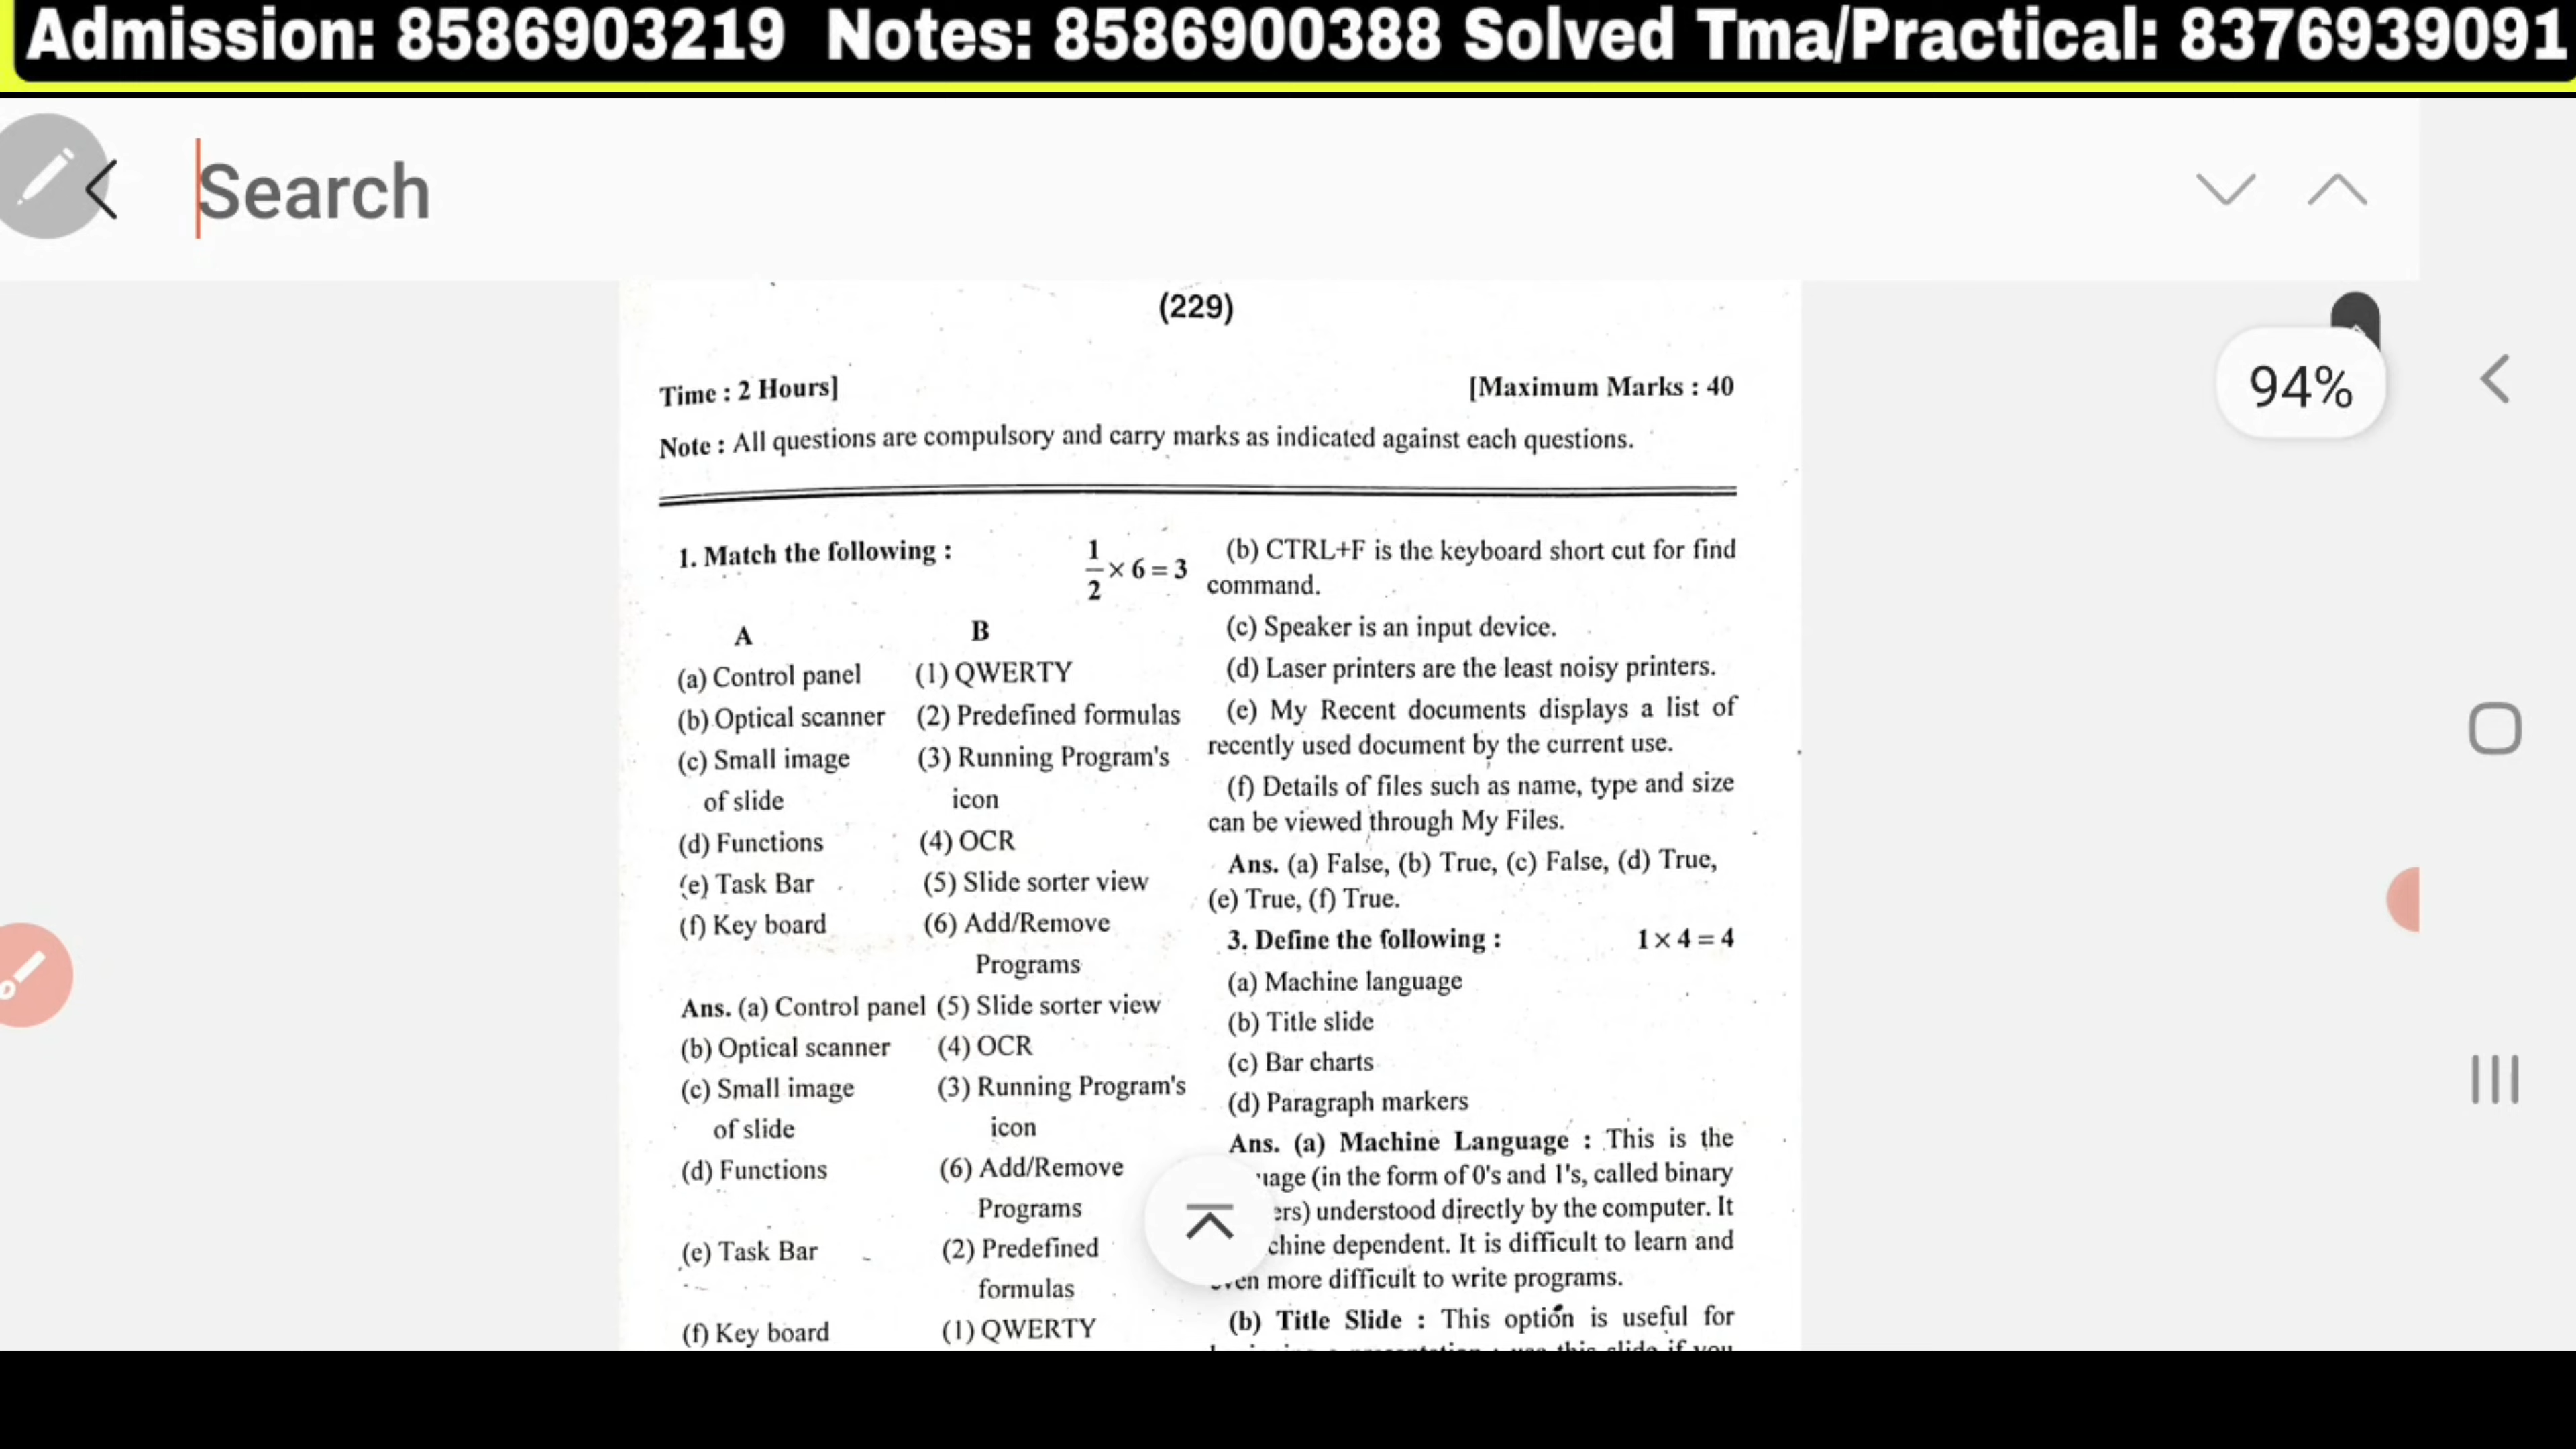 Admission: 8586903219 Notes: 8586900388 Solved Tma/Practical: 8376939091
Search
94%
(229)
Time : 2 Hours]
[Maximum Marks : 40
Note : All questions are compulsory and carry marks as indicated against each questions.
1. Match the following : 1/2 × 6 = 3
A B
(a) Control panel (1) QWERTY
(b) Optical scanner (2) Predefined formulas
(c) Small image (3) Running Program's
of slide icon
(d) Functions (4) OCR
(e) Task Bar (5) Slide sorter view
(f) Key board (6) Add/Remove
Programs
Ans. (a) Control panel (5) Slide sorter view
(b) Optical scanner (4) OCR
(c) Small image (3) Running Program's
of slide icon
(d) Functions (6) Add/Remove
Programs
(e) Task Bar (2) Predefined
formulas
(f) Key board (1) QWERTY
(b) CTRL+F is the keyboard short cut for find
command.
(c) Speaker is an input device.
(d) Laser printers are the least noisy printers.
(e) My Recent documents displays a list of
recently used document by the current use.
(f) Details of files such as name, type and size
can be viewed through My Files.
Ans. (a) False, (b) True, (c) False, (d) True,
(e) True, (f) True.
3. Define the following : 1 × 4 = 4
(a) Machine language
(b) Title slide
(c) Bar charts
(d) Paragraph markers
Ans. (a) Machine Language : This is the
(in the form of 0's and 1's, called binary
understood directly by the computer. It
dependent. It is difficult to learn and
more difficult to write programs.
(b) Title Slide : This option is useful for